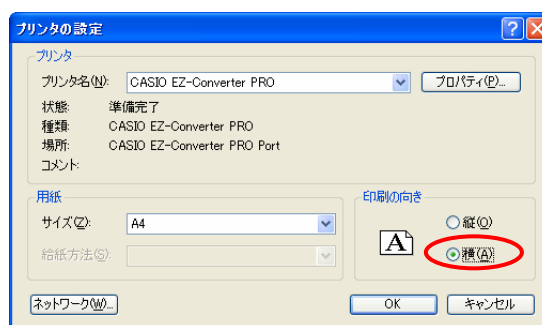 プリンタの設定
プリンタ
プリンタ名(N): CASIO EZ-Converter PRO プロパティ(P)...
状態: 準備完了
種類: CASIO EZ-Converter PRO
場所: CASIO EZ-Converter PRO Port
コメント:
用紙
サイズ(Z): A4
給紙方法(S):
印刷の向き
A
縦(O)
横(A)
ネットワーク(W)...
OK
キャンセル